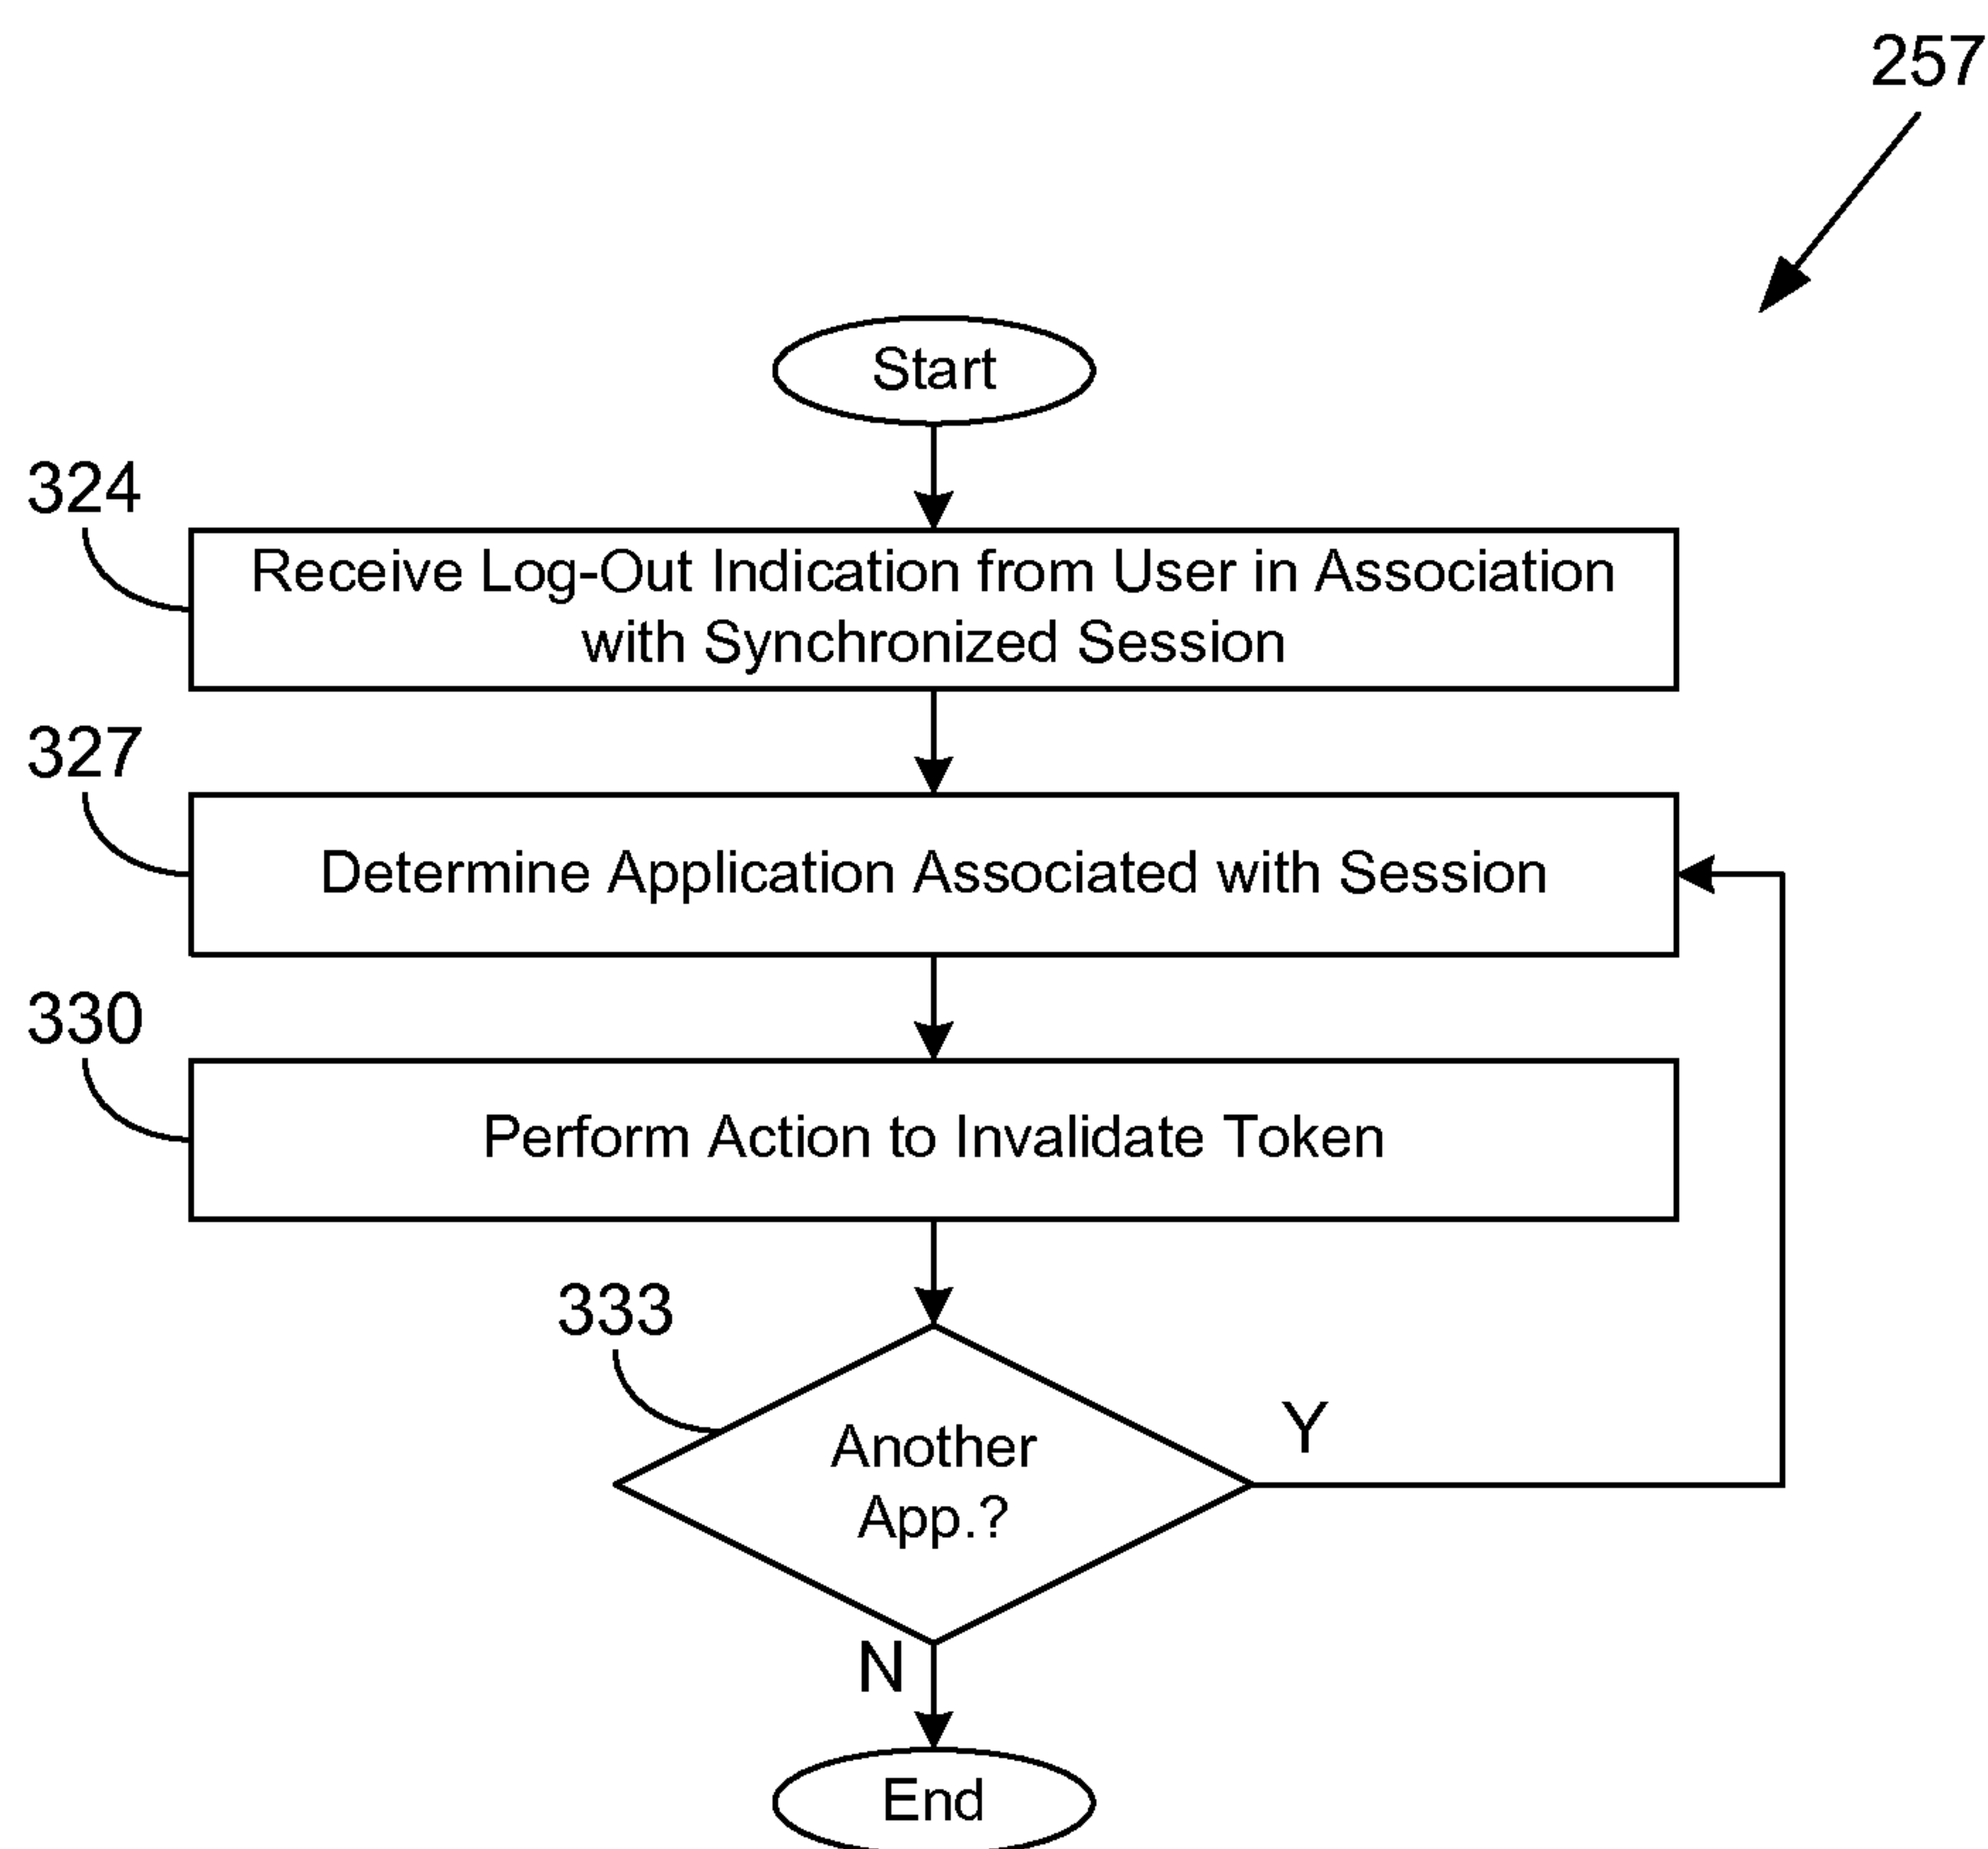 257
Start
324
Receive Log-Out Indication from User in Association
with Synchronized Session
327
Determine Application Associated with Session
330
Perform Action to Invalidate Token
333
Another
App.?
Y
N
End